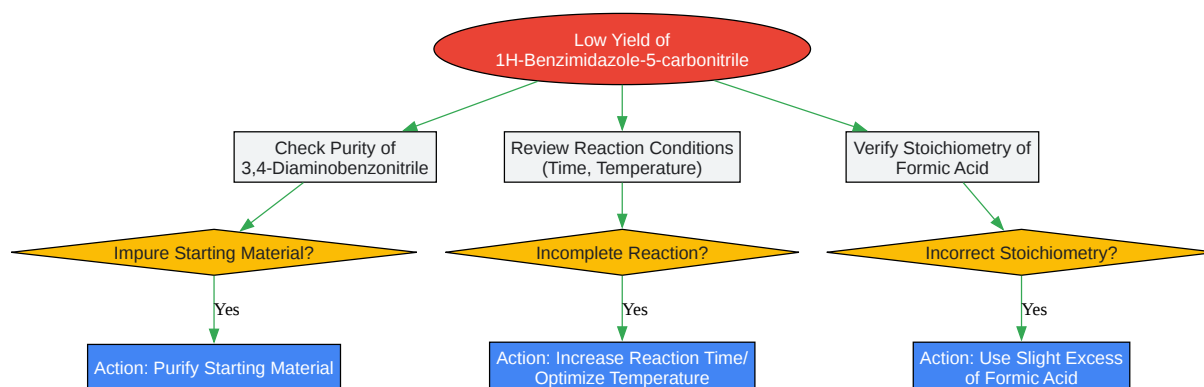 Low Yield of
1H-Benzimidazole-5-carbonitrile
Check Purity of
3,4-Diaminobenzonitrile
Review Reaction Conditions
(Time, Temperature)
Verify Stoichiometry of
Formic Acid
Impure Starting Material?
Incomplete Reaction?
Incorrect Stoichiometry?
Yes
Yes
Yes
Action: Purify Starting Material
Action: Increase Reaction Time/
Optimize Temperature
Action: Use Slight Excess
of Formic Acid